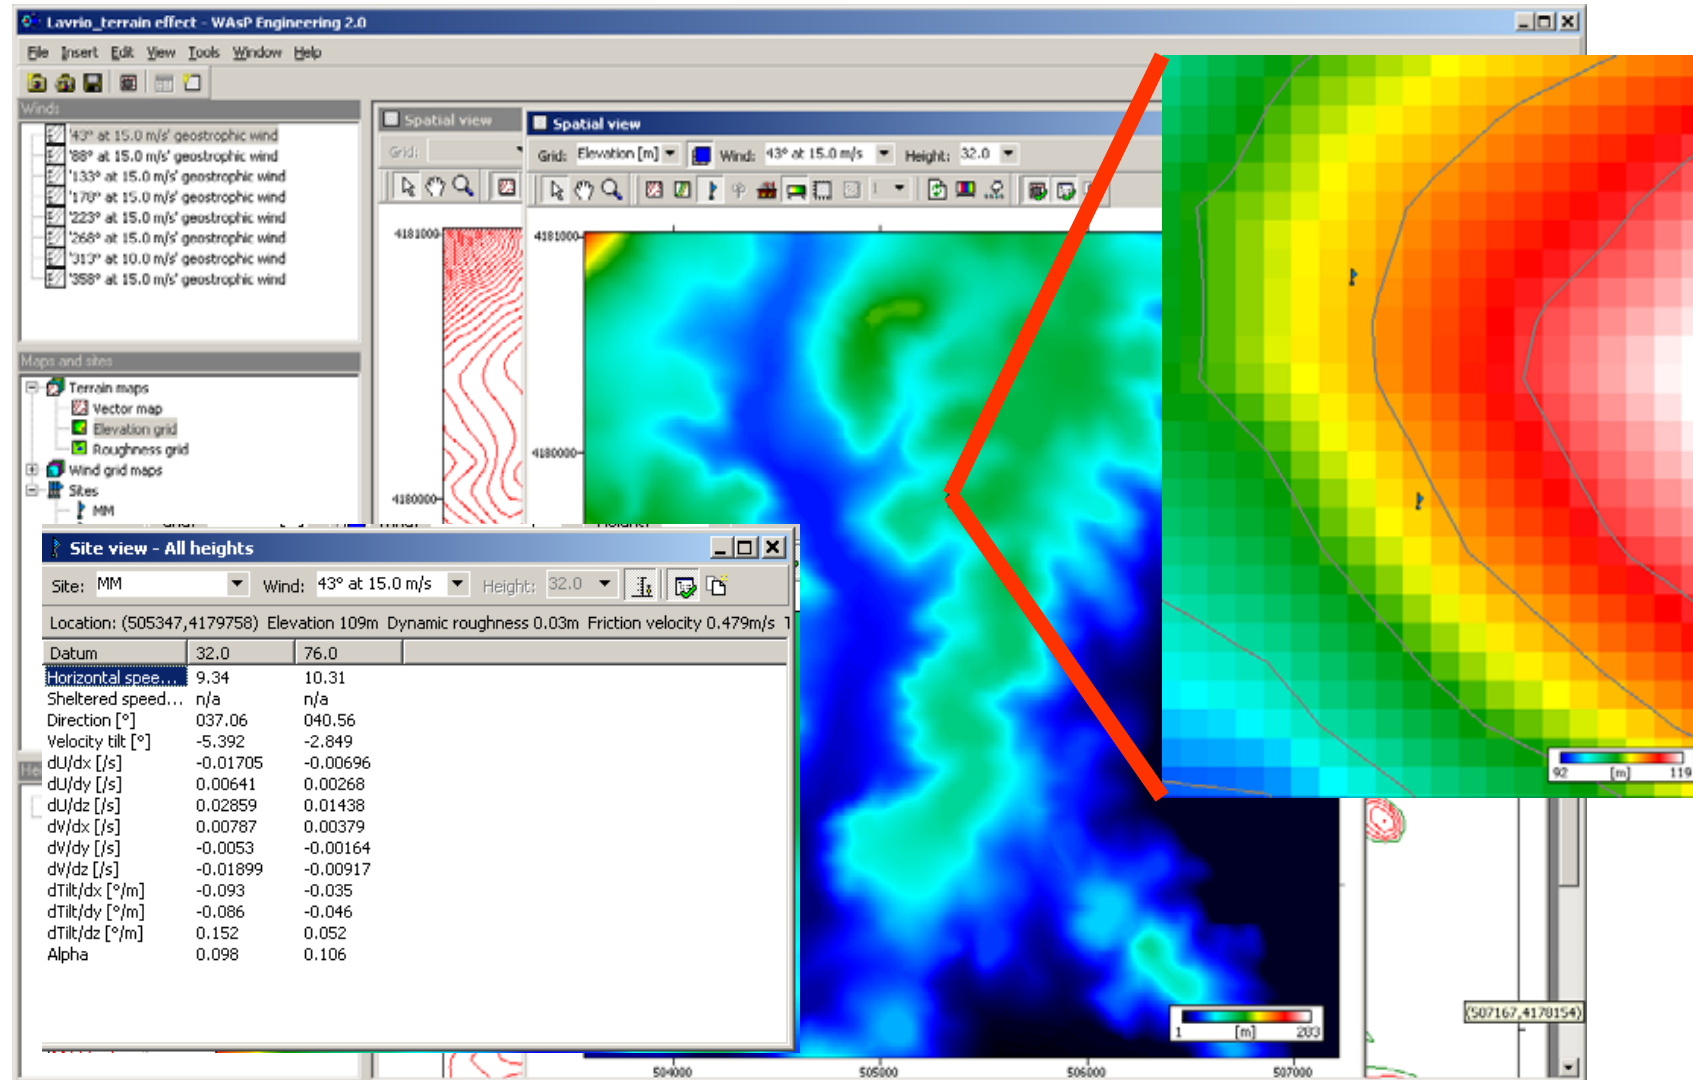 Lavrio_terrain effect - WAsP Engineering 2.0
File Insert Edit View Tools Window Help
Winds
'43° at 15.0 m/s' geostrophic wind
'88° at 15.0 m/s' geostrophic wind
'133° at 15.0 m/s' geostrophic wind
'178° at 15.0 m/s' geostrophic wind
'223° at 15.0 m/s' geostrophic wind
'268° at 15.0 m/s' geostrophic wind
'313° at 10.0 m/s' geostrophic wind
'358° at 15.0 m/s' geostrophic wind
Maps and sites
Terrain maps
Vector map
Elevation grid
Roughness grid
Wind grid maps
Sites
MM
Spatial view
Grid:
4181000
4180000
Spatial view
Grid: Elevation [m] Wind: 43° at 15.0 m/s Height: 32.0
1
4181000
4180000
504000 505000 506000 507000
1 [m] 283
92 [m] 119
(507167,4178154)
Site view - All heights
Site: MM Wind: 43° at 15.0 m/s Height: 32.0
Location: (505347,4179758) Elevation 109m Dynamic roughness 0.03m Friction velocity 0.479m/s
Datum 32.0 76.0
Horizontal spee... 9.34 10.31
Sheltered speed... n/a n/a
Direction [°] 037.06 040.56
Velocity tilt [°] -5.392 -2.849
dU/dx [/s] -0.01705 -0.00696
dU/dy [/s] 0.00641 0.00268
dU/dz [/s] 0.02859 0.01438
dV/dx [/s] 0.00787 0.00379
dV/dy [/s] -0.0053 -0.00164
dV/dz [/s] -0.01899 -0.00917
dTilt/dx [°/m] -0.093 -0.035
dTilt/dy [°/m] -0.086 -0.046
dTilt/dz [°/m] 0.152 0.052
Alpha 0.098 0.106